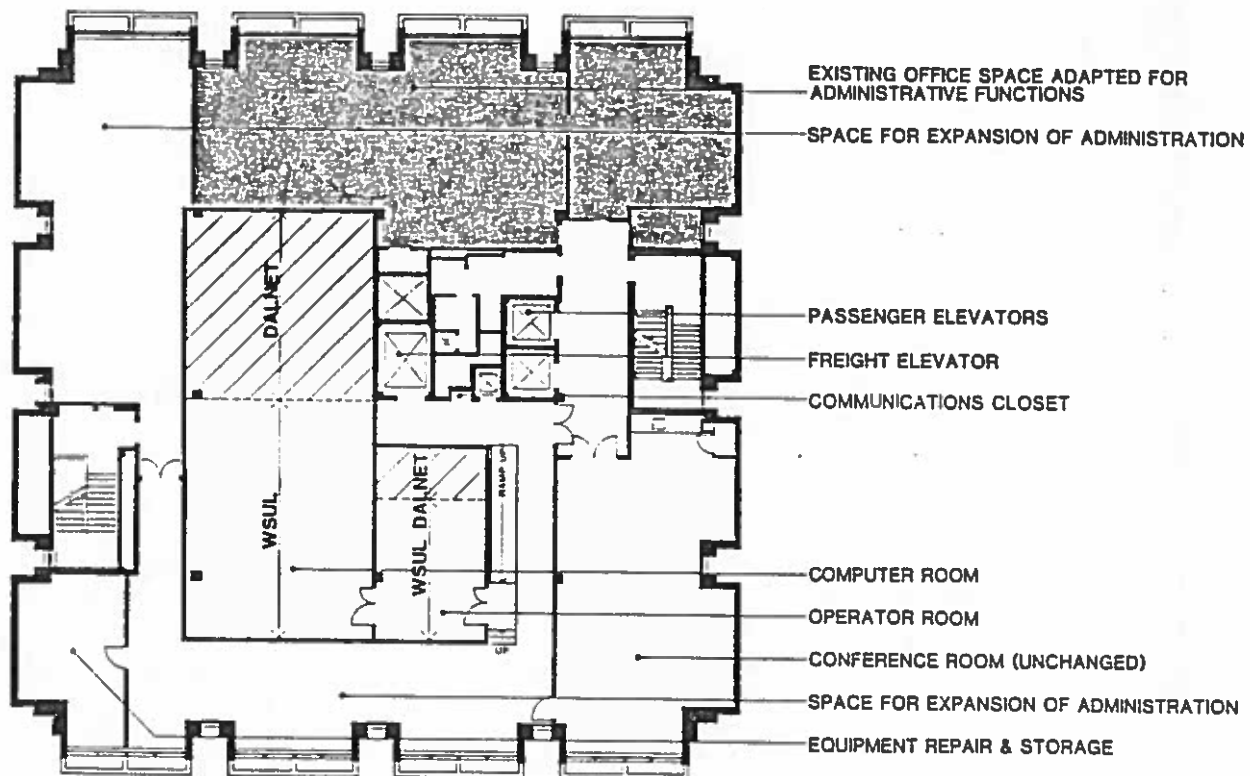 EXISTING OFFICE SPACE ADAPTED FOR
ADMINISTRATIVE FUNCTIONS
SPACE FOR EXPANSION OF ADMINISTRATION
PASSENGER ELEVATORS
FREIGHT ELEVATOR
COMMUNICATIONS CLOSET
COMPUTER ROOM
OPERATOR ROOM
CONFERENCE ROOM (UNCHANGED)
SPACE FOR EXPANSION OF ADMINISTRATION
EQUIPMENT REPAIR & STORAGE
DALNET
WSUL
WSUL DALNET
RAMP UP
UP